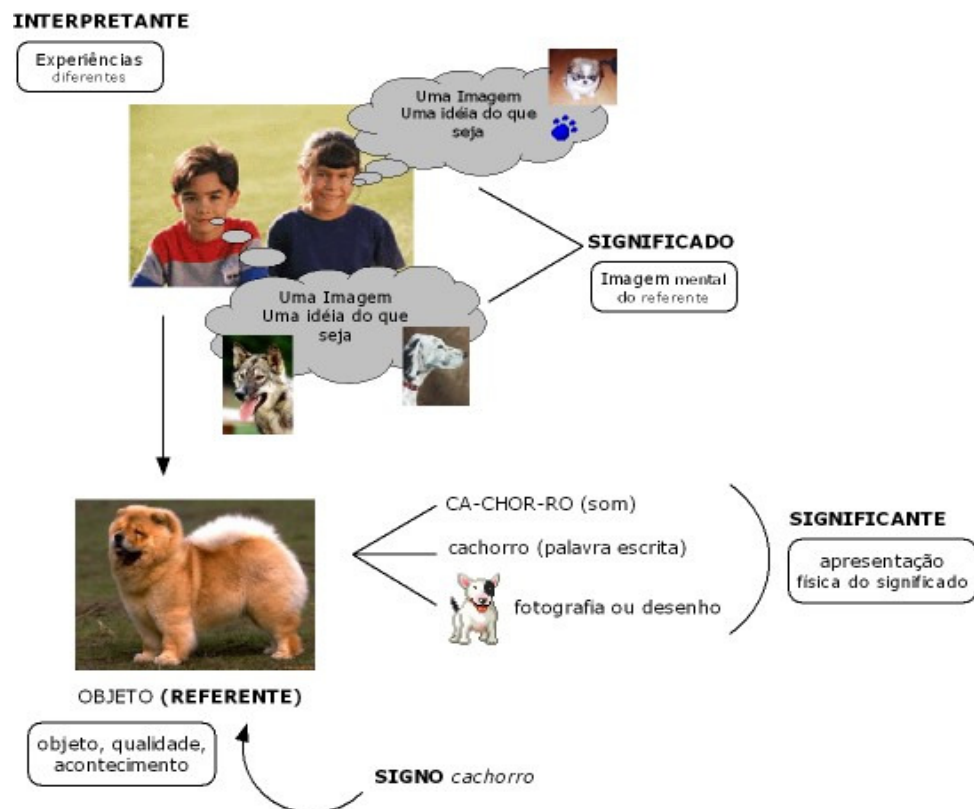 INTERPRETANTE
Experiências
diferentes
Uma Imagem
Uma idéia do que
seja
SIGNIFICADO
Imagem mental
do referente
Uma Imagem
Uma idéia do que
seja
CA-CHOR-RO (som)
cachorro (palavra escrita)
fotografia ou desenho
SIGNIFICANTE
apresentação
física do significado
OBJETO (REFERENTE)
objeto, qualidade,
acontecimento
SIGNO cachorro